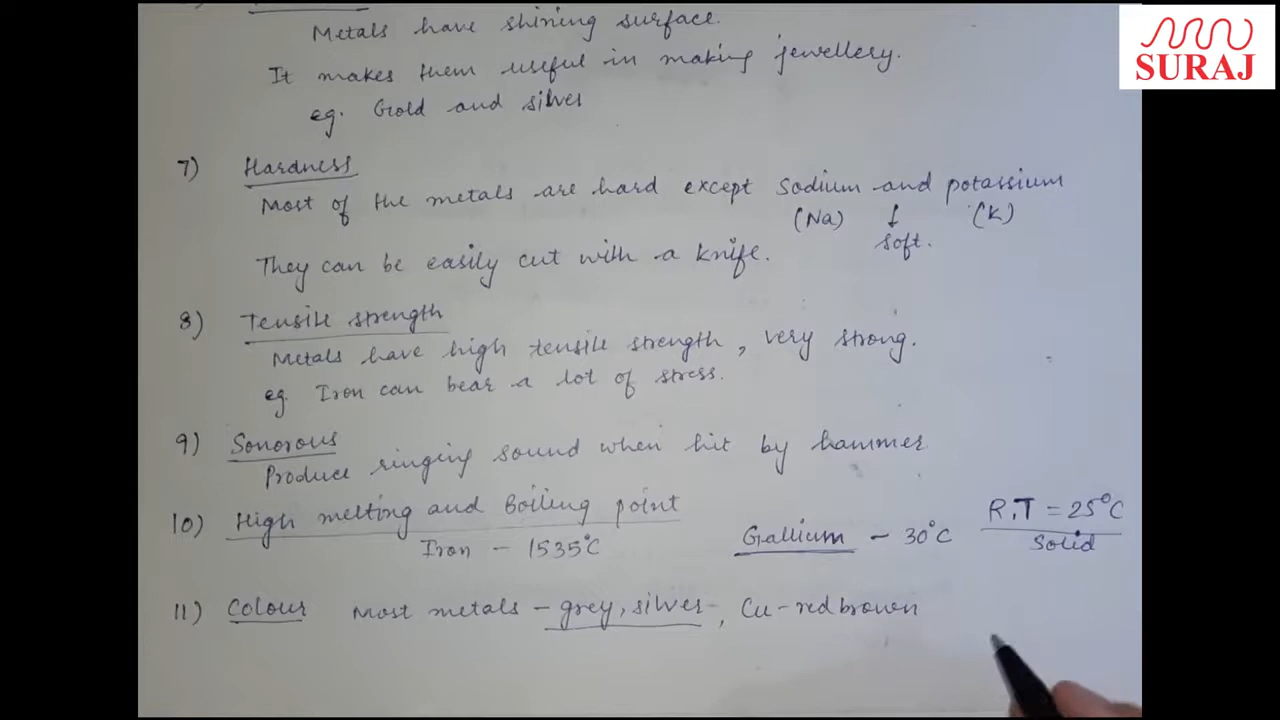 Metals have shining surface.
It makes them useful in making jewellery.
eg. Gold and silver
SURAJ
7) Hardness
Most of the metals are hard except sodium and potassium
(Na) ↓ (K)
soft.
They can be easily cut with a knife.
8) Tensile strength
Metals have high tensile strength, very strong.
eg. Iron can bear a lot of stress.
9) Sonorous
Produce ringing sound when hit by hammer
10) High melting and Boiling point
Iron - 1535°C
Gallium - 30°C
R.T = 25°C
Solid
11) Colour Most metals - grey, silver, Cu - red brown